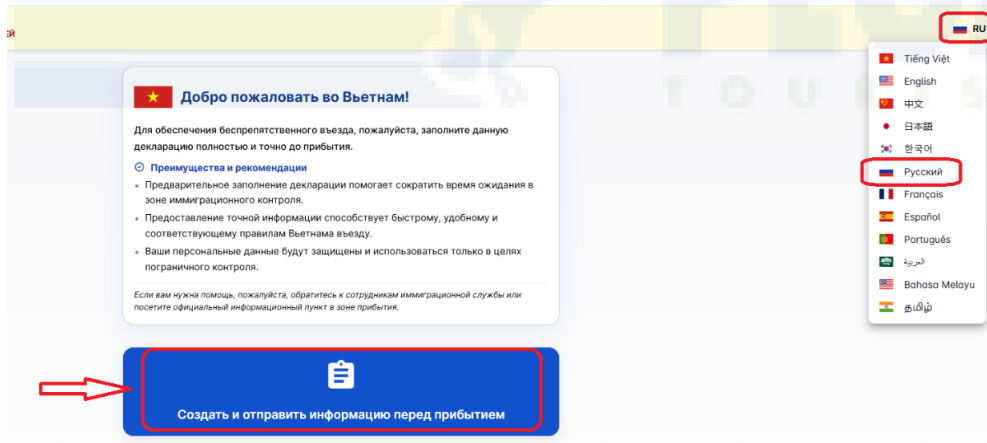 ЕЙ
RU
Tiếng Việt
English
中文
日本語
한국어
Русский
Français
Español
Português
العربية
Bahasa Melayu
தமிழ்
Добро пожаловать во Вьетнам!
Для обеспечения беспрепятственного въезда, пожалуйста, заполните данную
декларацию полностью и точно до прибытия.
Преимущества и рекомендации
• Предварительное заполнение декларации помогает сократить время ожидания в
зоне иммиграционного контроля.
• Предоставление точной информации способствует быстрому, удобному и
соответствующему правилам Вьетнама въезду.
• Ваши персональные данные будут защищены и использоваться только в целях
пограничного контроля.
Если вам нужна помощь, пожалуйста, обратитесь к сотрудникам иммиграционной службы или
посетите официальный информационный пункт в зоне прибытия.
Создать и отправить информацию перед прибытием